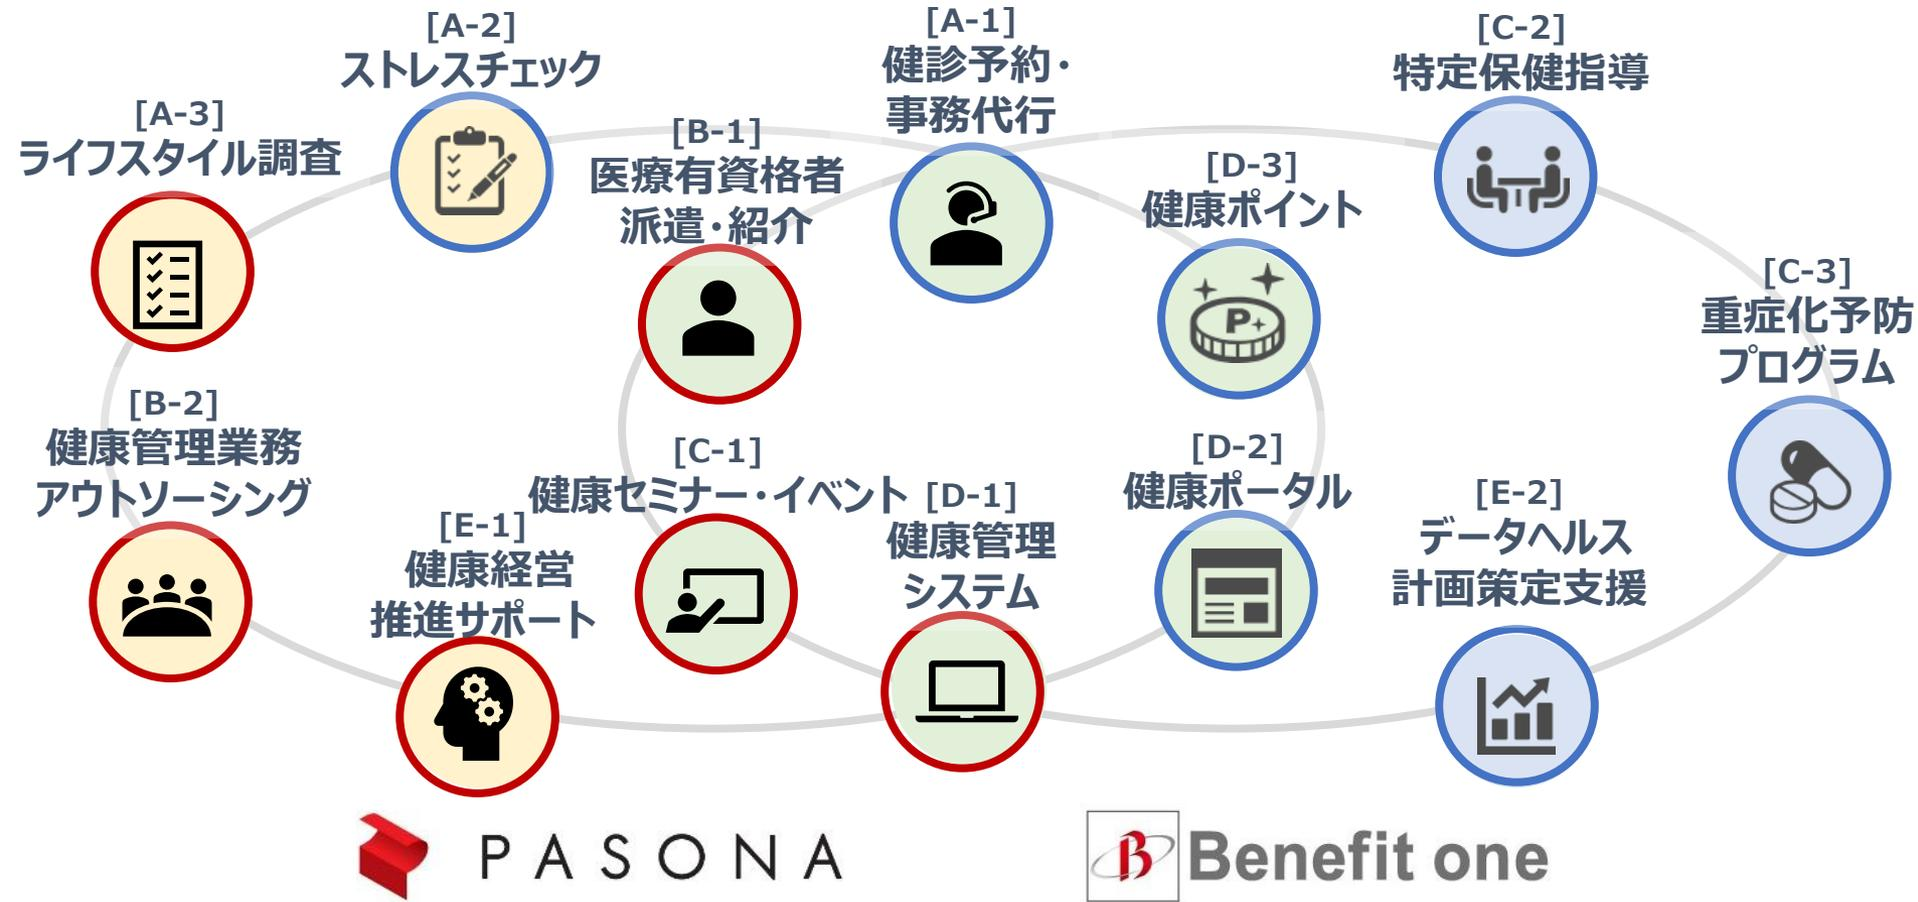 [A-1]
健診予約・
事務代行
[A-2]
ストレスチェック
[C-2]
特定保健指導
[A-3]
ライフスタイル調査
[B-1]
医療有資格者
派遣・紹介
[D-3]
健康ポイント
P
[C-3]
重症化予防
プログラム
[B-2]
健康管理業務
アウトソーシング
[C-1]
健康セミナー・イベント
[D-2]
健康ポータル
[E-1]
健康経営
推進サポート
[D-1]
健康管理
システム
[E-2]
データヘルス
計画策定支援
PASONA
B
Benefit one